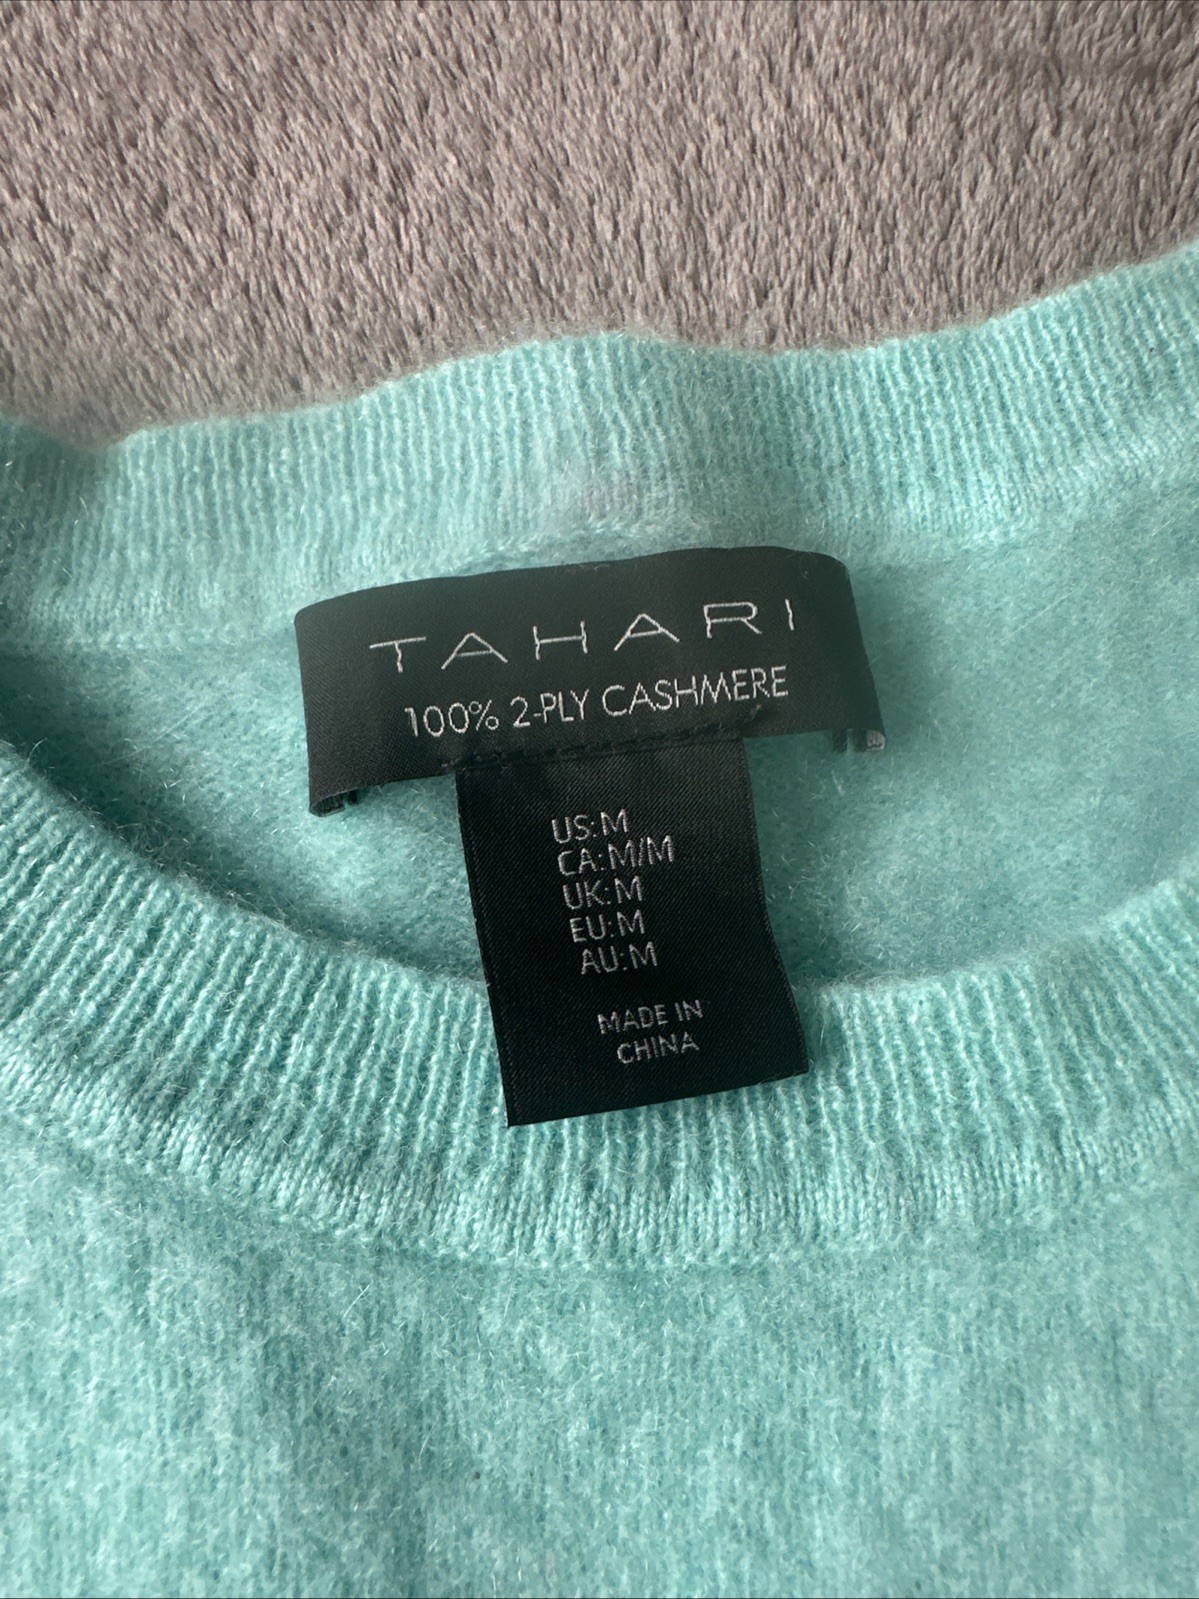 TAHARI
100% 2-PLY CASHMERE
US: M
CA: M/M
UK: M
EU: M
AU: M
MADE IN
CHINA